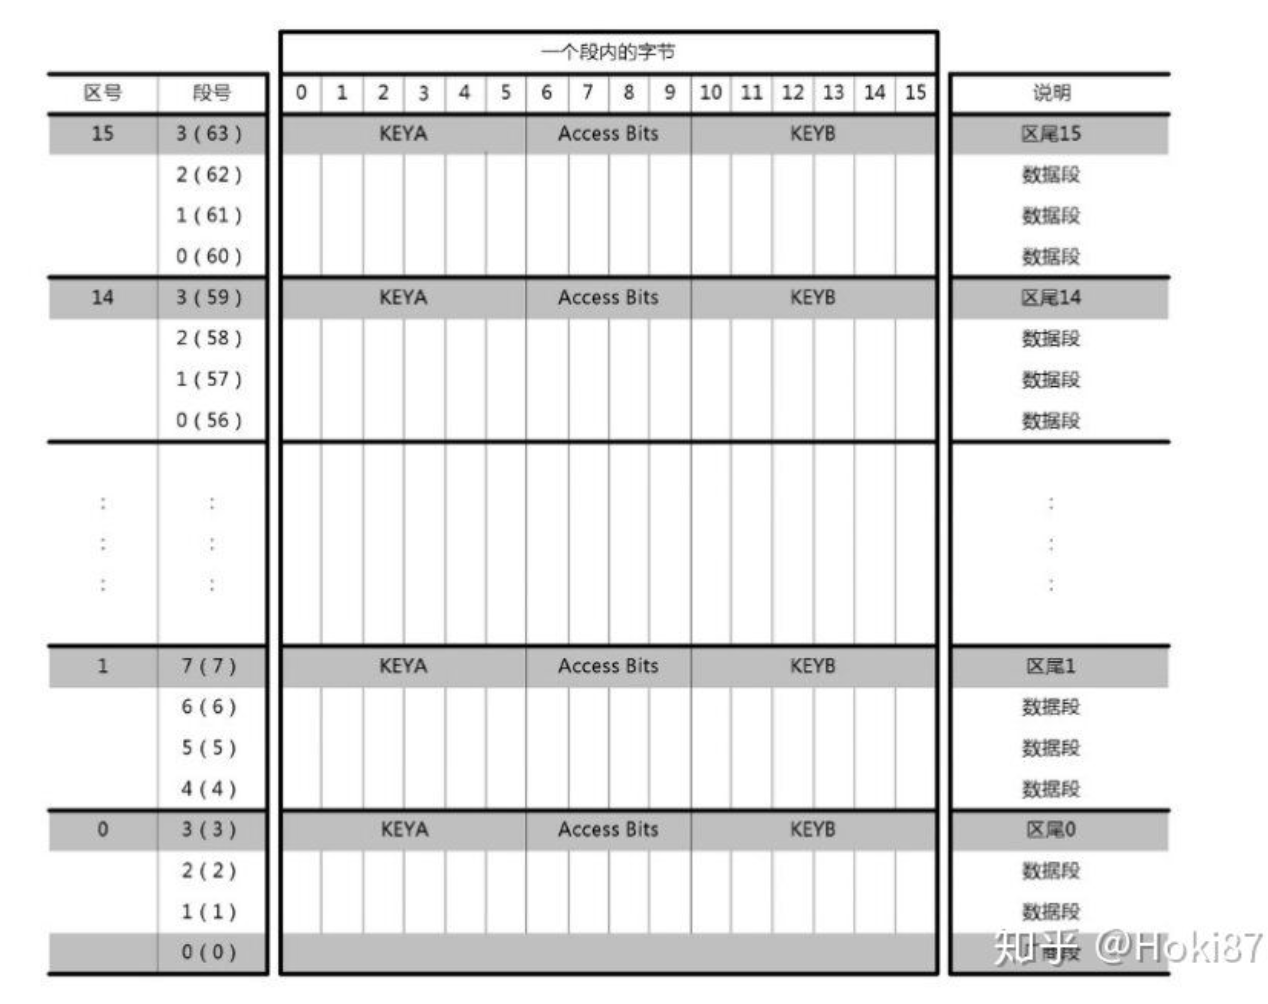 一个段内的字节
区号 段号 0 1 2 3 4 5 6 7 8 9 10 11 12 13 14 15 说明
15 3 ( 63 ) KEYA Access Bits KEYB 区尾15
2 ( 62 ) 数据段
1 ( 61 ) 数据段
0 ( 60 ) 数据段
14 3 ( 59 ) KEYA Access Bits KEYB 区尾14
2 ( 58 ) 数据段
1 ( 57 ) 数据段
0 ( 56 ) 数据段
: : :
: : :
: : :
1 7 ( 7 ) KEYA Access Bits KEYB 区尾1
6 ( 6 ) 数据段
5 ( 5 ) 数据段
4 ( 4 ) 数据段
0 3 ( 3 ) KEYA Access Bits KEYB 区尾0
2 ( 2 ) 数据段
1 ( 1 ) 数据段
0 ( 0 ) 商段
知乎 @Hoki87